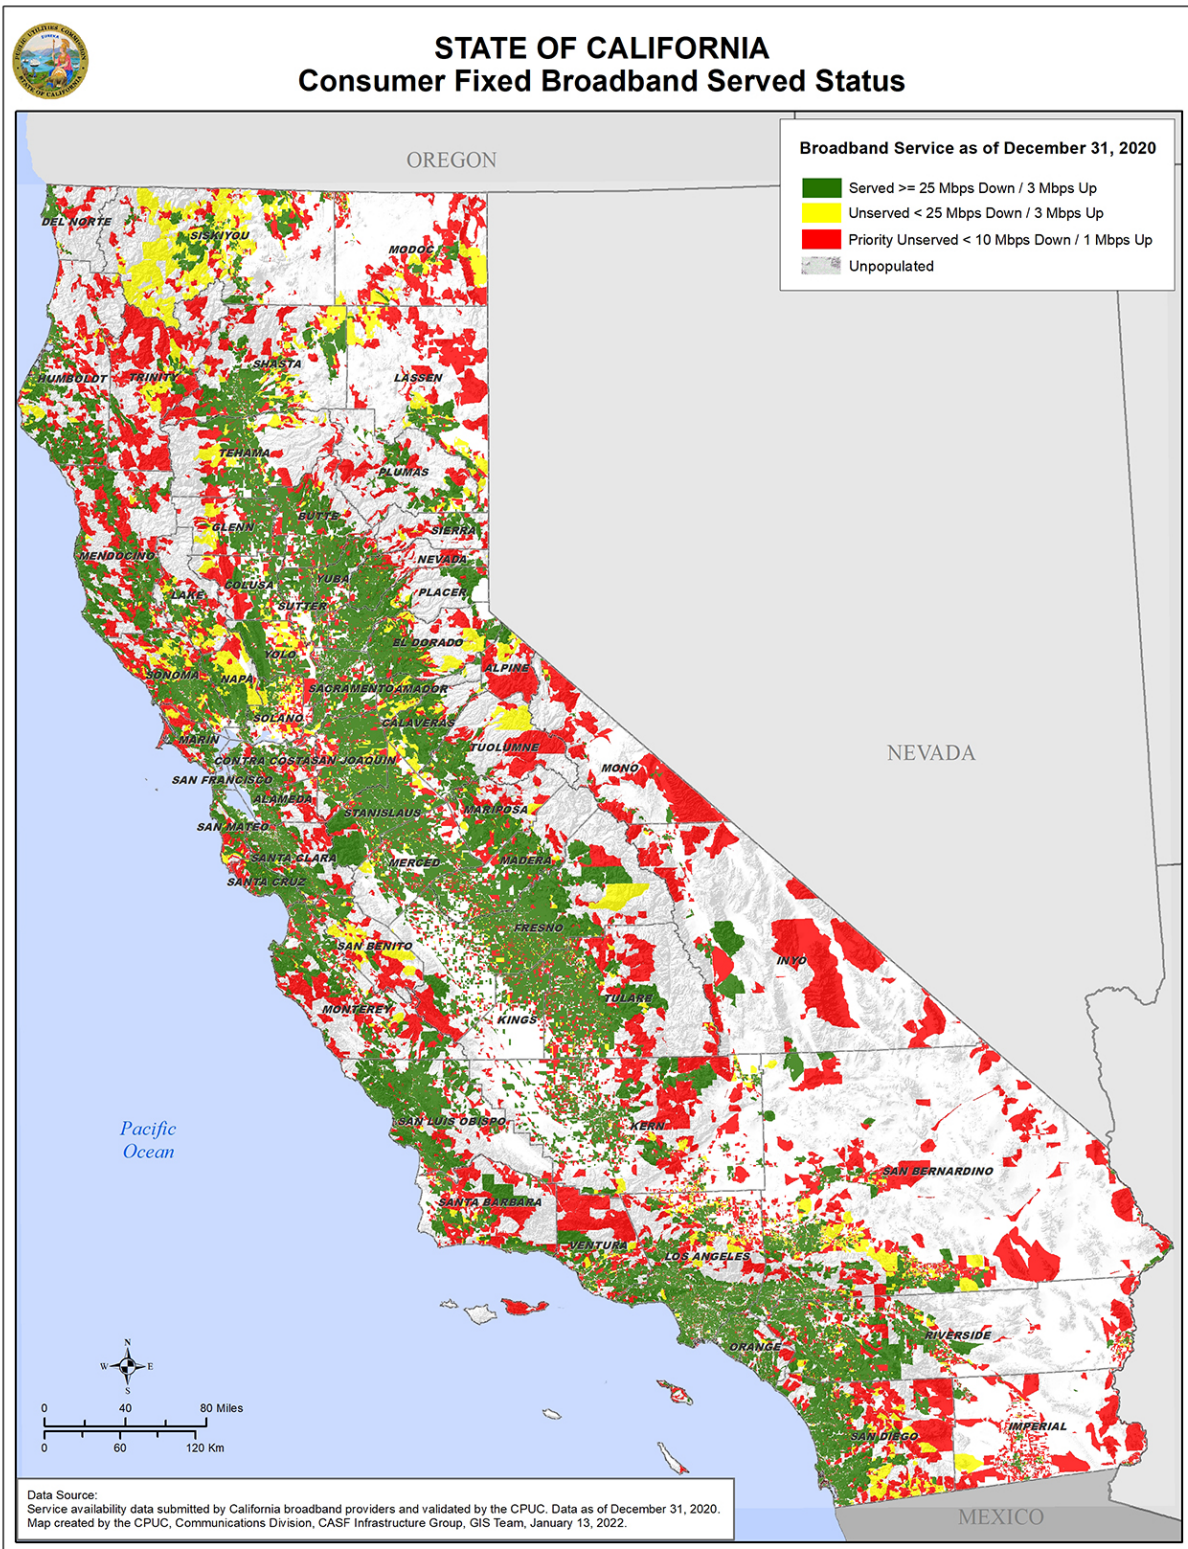 STATE OF CALIFORNIA
Consumer Fixed Broadband Served Status
PUBLIC UTILITIES COMMISSION
STATE OF CALIFORNIA
Broadband Service as of December 31, 2020
Served >= 25 Mbps Down / 3 Mbps Up
Unserved < 25 Mbps Down / 3 Mbps Up
Priority Unserved < 10 Mbps Down / 1 Mbps Up
Unpopulated
OREGON
DEL NORTE
SISKIYOU
MODOC
SHASTA
HUMBOLDT
TRINITY
LASSEN
TEHAMA
PLUMAS
BUTTE
GLENN
SIERRA
MENDOCINO
NEVADA
COLUSA
YUBA
LAKE
PLACER
SUTTER
EL DORADO
YOLO
ALPINE
SONOMA
NAPA
SACRAMENTO
AMADOR
SOLANO
CALAVERAS
MARIN
TUOLUMNE
NEVADA
CONTRA COSTA
SAN JOAQUIN
MONO
SAN FRANCISCO
ALAMEDA
MARIPOSA
STANISLAUS
SAN MATEO
SANTA CLARA
MERCED
MADERA
SANTA CRUZ
FRESNO
SAN BENITO
INYO
TULARE
MONTEREY
KINGS
Pacific
Ocean
SAN LUIS OBISPO
KERN
SAN BERNARDINO
SANTA BARBARA
VENTURA
LOS ANGELES
RIVERSIDE
ORANGE
N
W
E
S
0 40 80 Miles
0 60 120 Km
IMPERIAL
SAN DIEGO
MEXICO
Data Source:
Service availability data submitted by California broadband providers and validated by the CPUC. Data as of December 31, 2020.
Map created by the CPUC, Communications Division, CASF Infrastructure Group, GIS Team, January 13, 2022.